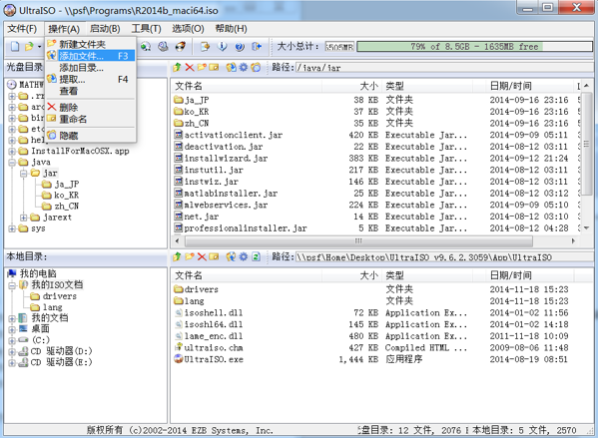 UltraISO - \\psf\Programs\R2014b_maci64.iso
文件(F) 操作(A) 启动(B) 工具(T) 选项(O) 帮助(H)
大小总计: 6505MB 79% of 8.5GB - 1635MB free
新建文件夹
添加文件... F3
添加目录...
提取... F4
查看
删除
重命名
隐藏
光盘目录
路径: /java/jar
MATHW
.r
arc
bin
etc
help
InstallForMacOSX.app
java
jar
ja_JP
ko_KR
zh_CN
jarext
sys
文件名 大小 类型 日期/时间
ja_JP 38 KB 文件夹 2014-09-16 23:16
ko_KR 37 KB 文件夹 2014-09-16 23:16
zh_CN 35 KB 文件夹 2014-09-16 23:16
activationclient.jar 420 KB Executable Jar... 2014-09-09 05:11
deactivation.jar 22 KB Executable Jar... 2014-08-12 03:11
installwizard.jar 383 KB Executable Jar... 2014-09-12 21:24
instutil.jar 217 KB Executable Jar... 2014-08-12 03:11
instwiz.jar 146 KB Executable Jar... 2014-08-12 03:11
matlabinstaller.jar 25 KB Executable Jar... 2014-08-12 03:12
mlwebservices.jar 224 KB Executable Jar... 2014-09-09 05:10
net.jar 14 KB Executable Jar... 2014-08-12 03:10
professionalinstaller.jar 5 KB Executable Jar... 2014-08-12 04:28
本地目录:
路径: \\psf\Home\Desktop\UltraISO v9.6.2.3059\App\UltraISO
我的电脑
我的ISO文档
drivers
lang
我的文档
桌面
(C:)
CD 驱动器(D:)
CD 驱动器(E:)
文件名 大小 类型 日期/时间
drivers 文件夹 2014-11-18 15:23
lang 文件夹 2014-11-18 15:23
isoshell.dll 72 KB Application Ex... 2014-01-02 11:56
isoshl64.dll 145 KB Application Ex... 2014-01-02 14:18
lame_enc.dll 480 KB Application Ex... 2011-11-18 10:09
ultraiso.chm 427 KB Compiled HTML ... 2009-08-06 11:48
UltraISO.exe 1,444 KB 应用程序 2014-08-19 08:51
版权所有 (c)2002-2014 EZB Systems, Inc.
盘目录: 12 文件, 2076
本地目录: 5 文件, 2570